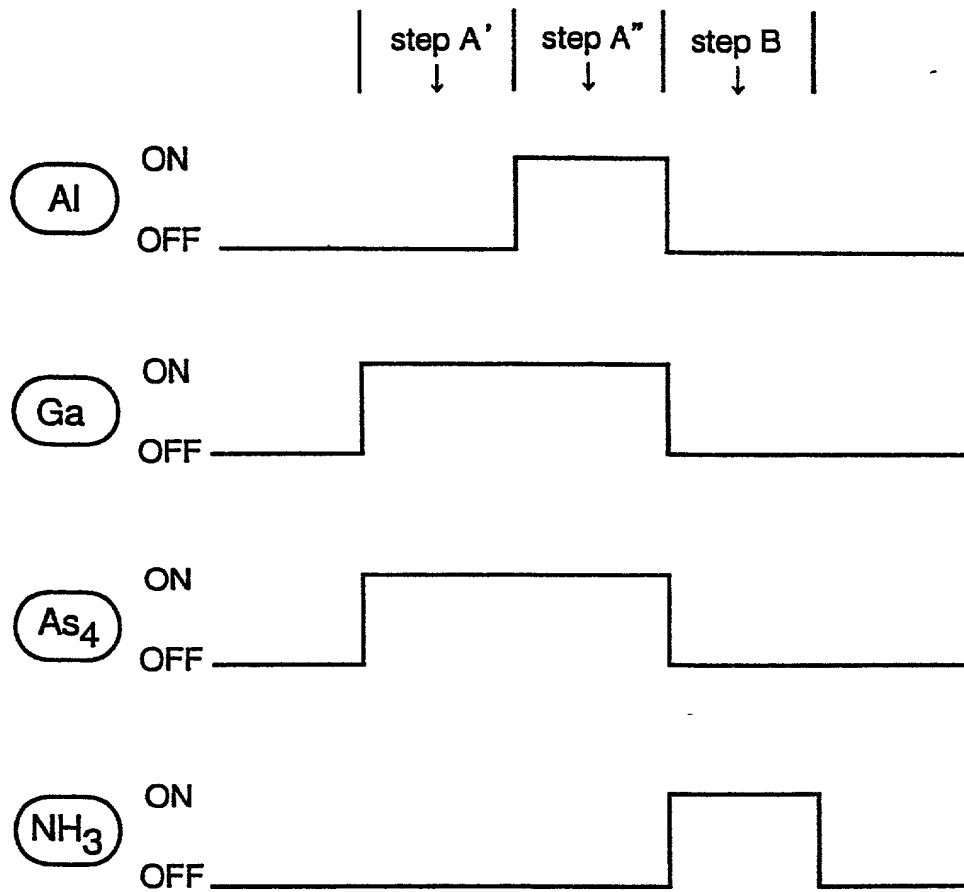 step A' step A" step B
Al ON
OFF
Ga ON
OFF
As4 ON
OFF
NH3 ON
OFF